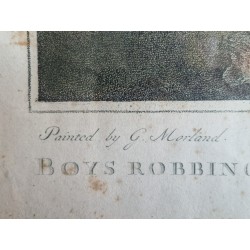 Painted by G. Morland.
BOYS ROBBING